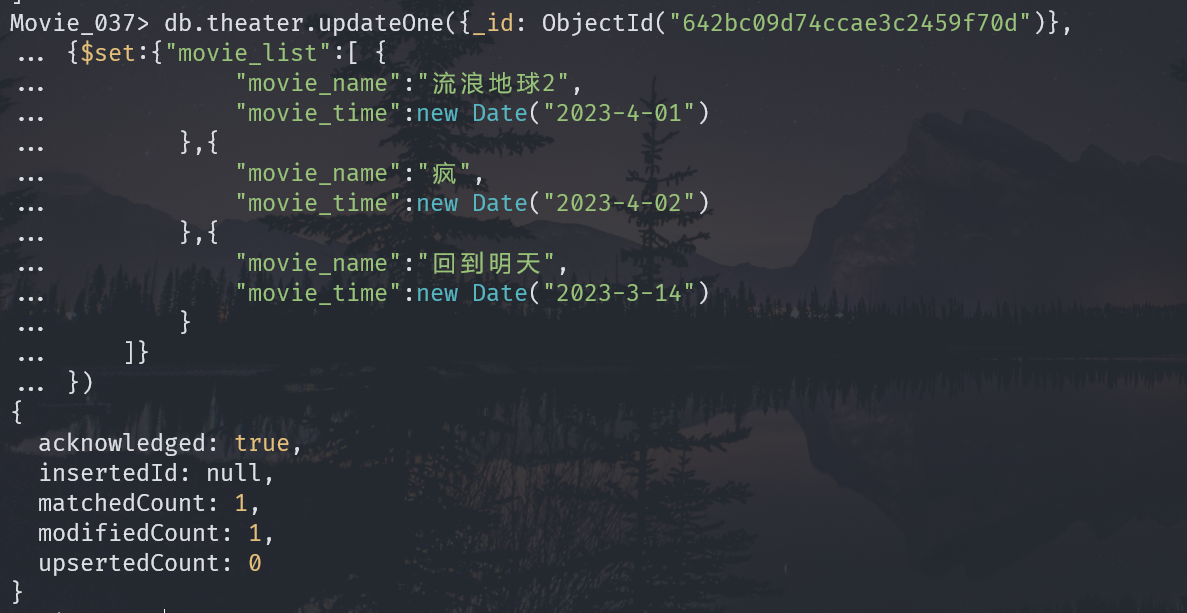 Movie_037> db.theater.updateOne({_id: ObjectId("642bc09d74ccae3c2459f70d")},
... {$set:{"movie_list":[ {
... "movie_name":"流浪地球2",
... "movie_time":new Date("2023-4-01")
... },{
... "movie_name":"疯",
... "movie_time":new Date("2023-4-02")
... },{
... "movie_name":"回到明天",
... "movie_time":new Date("2023-3-14")
... }
... ]}
... })
{
acknowledged: true,
insertedId: null,
matchedCount: 1,
modifiedCount: 1,
upsertedCount: 0
}